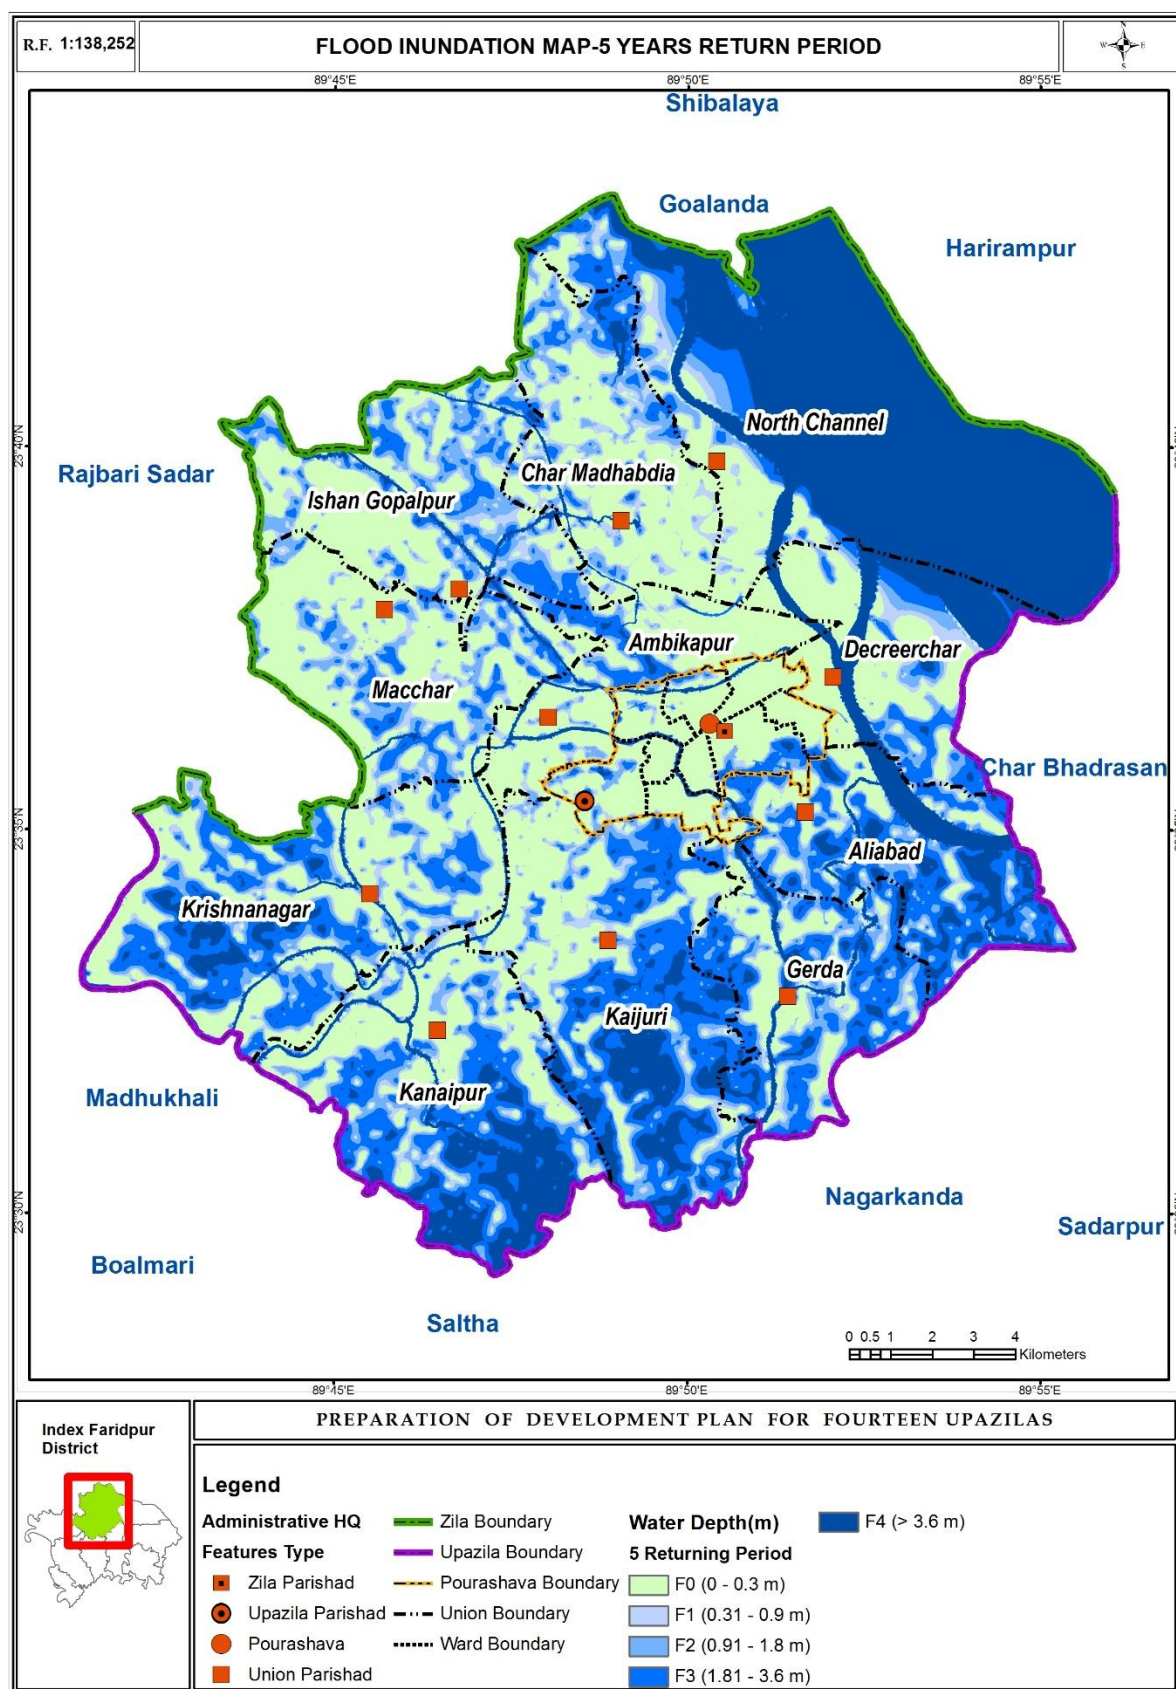 R.F. 1:138,252
FLOOD INUNDATION MAP-5 YEARS RETURN PERIOD
N
W E
S
89°45'E 89°50'E 89°55'E
Shibalaya
Goalanda
Harirampur
North Channel
23°40'N
Rajbari Sadar
Char Madhabdia
Ishan Gopalpur
Ambikapur
Decreerchar
Macchar
Char Bhadrasan
23°35'N
Aliabad
Krishnanagar
Gerda
Kaijuri
Kanaipur
Madhukhali
Nagarkanda
23°30'N
Sadarpur
Boalmari
Saltha
0 0.5 1 2 3 4
Kilometers
89°45'E 89°50'E 89°55'E
Index Faridpur
District
PREPARATION OF DEVELOPMENT PLAN FOR FOURTEEN UPAZILAS
Legend
Administrative HQ
Features Type
Zila Parishad
Upazila Parishad
Pourashava
Union Parishad
Zila Boundary
Upazila Boundary
Pourashava Boundary
Union Boundary
Ward Boundary
Water Depth(m)
5 Returning Period
F0 (0 - 0.3 m)
F1 (0.31 - 0.9 m)
F2 (0.91 - 1.8 m)
F3 (1.81 - 3.6 m)
F4 (> 3.6 m)